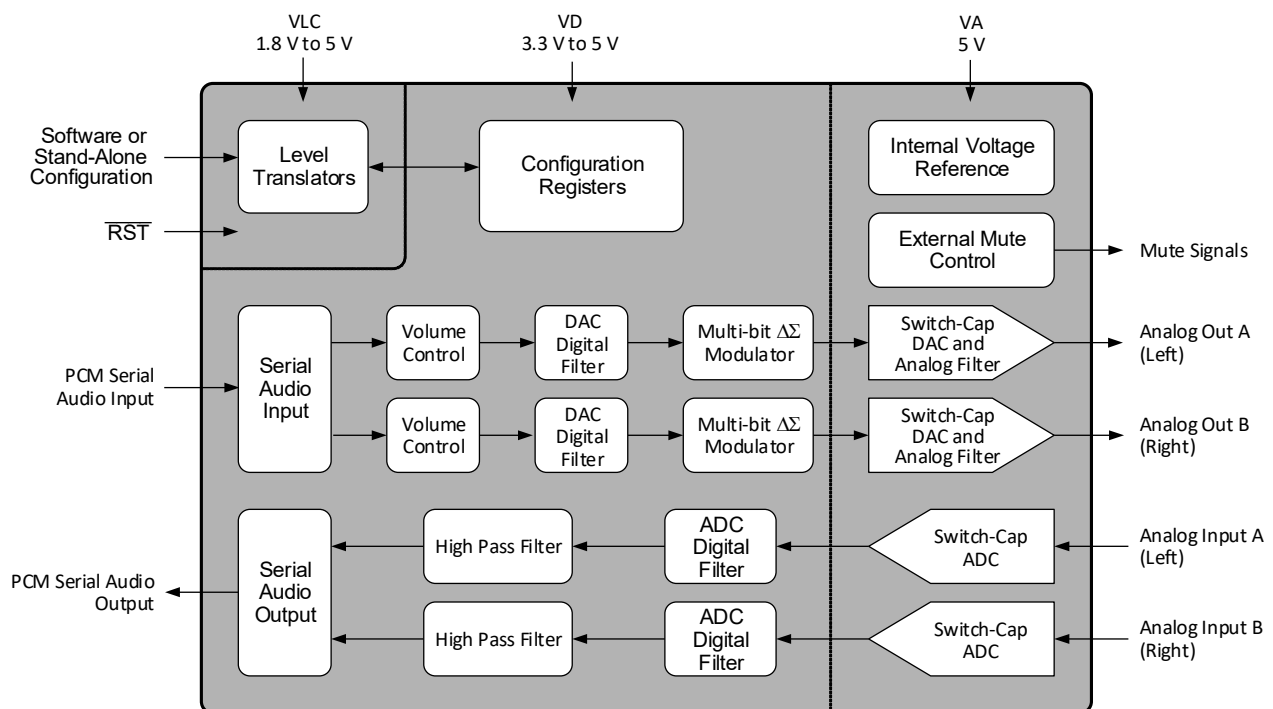 VLC
1.8 V to 5 V
VD
3.3 V to 5 V
VA
5 V
Software or
Stand-Alone
Configuration
RST
Level
Translators
Configuration
Registers
Internal Voltage
Reference
External Mute
Control
Mute Signals
PCM Serial
Audio Input
Serial
Audio
Input
Volume
Control
DAC
Digital
Filter
Multi-bit ΔΣ
Modulator
Switch-Cap
DAC and
Analog Filter
Analog Out A
(Left)
Volume
Control
DAC
Digital
Filter
Multi-bit ΔΣ
Modulator
Switch-Cap
DAC and
Analog Filter
Analog Out B
(Right)
PCM Serial Audio
Output
Serial
Audio
Output
High Pass Filter
ADC
Digital
Filter
Switch-Cap
ADC
Analog Input A
(Left)
High Pass Filter
ADC
Digital
Filter
Switch-Cap
ADC
Analog Input B
(Right)